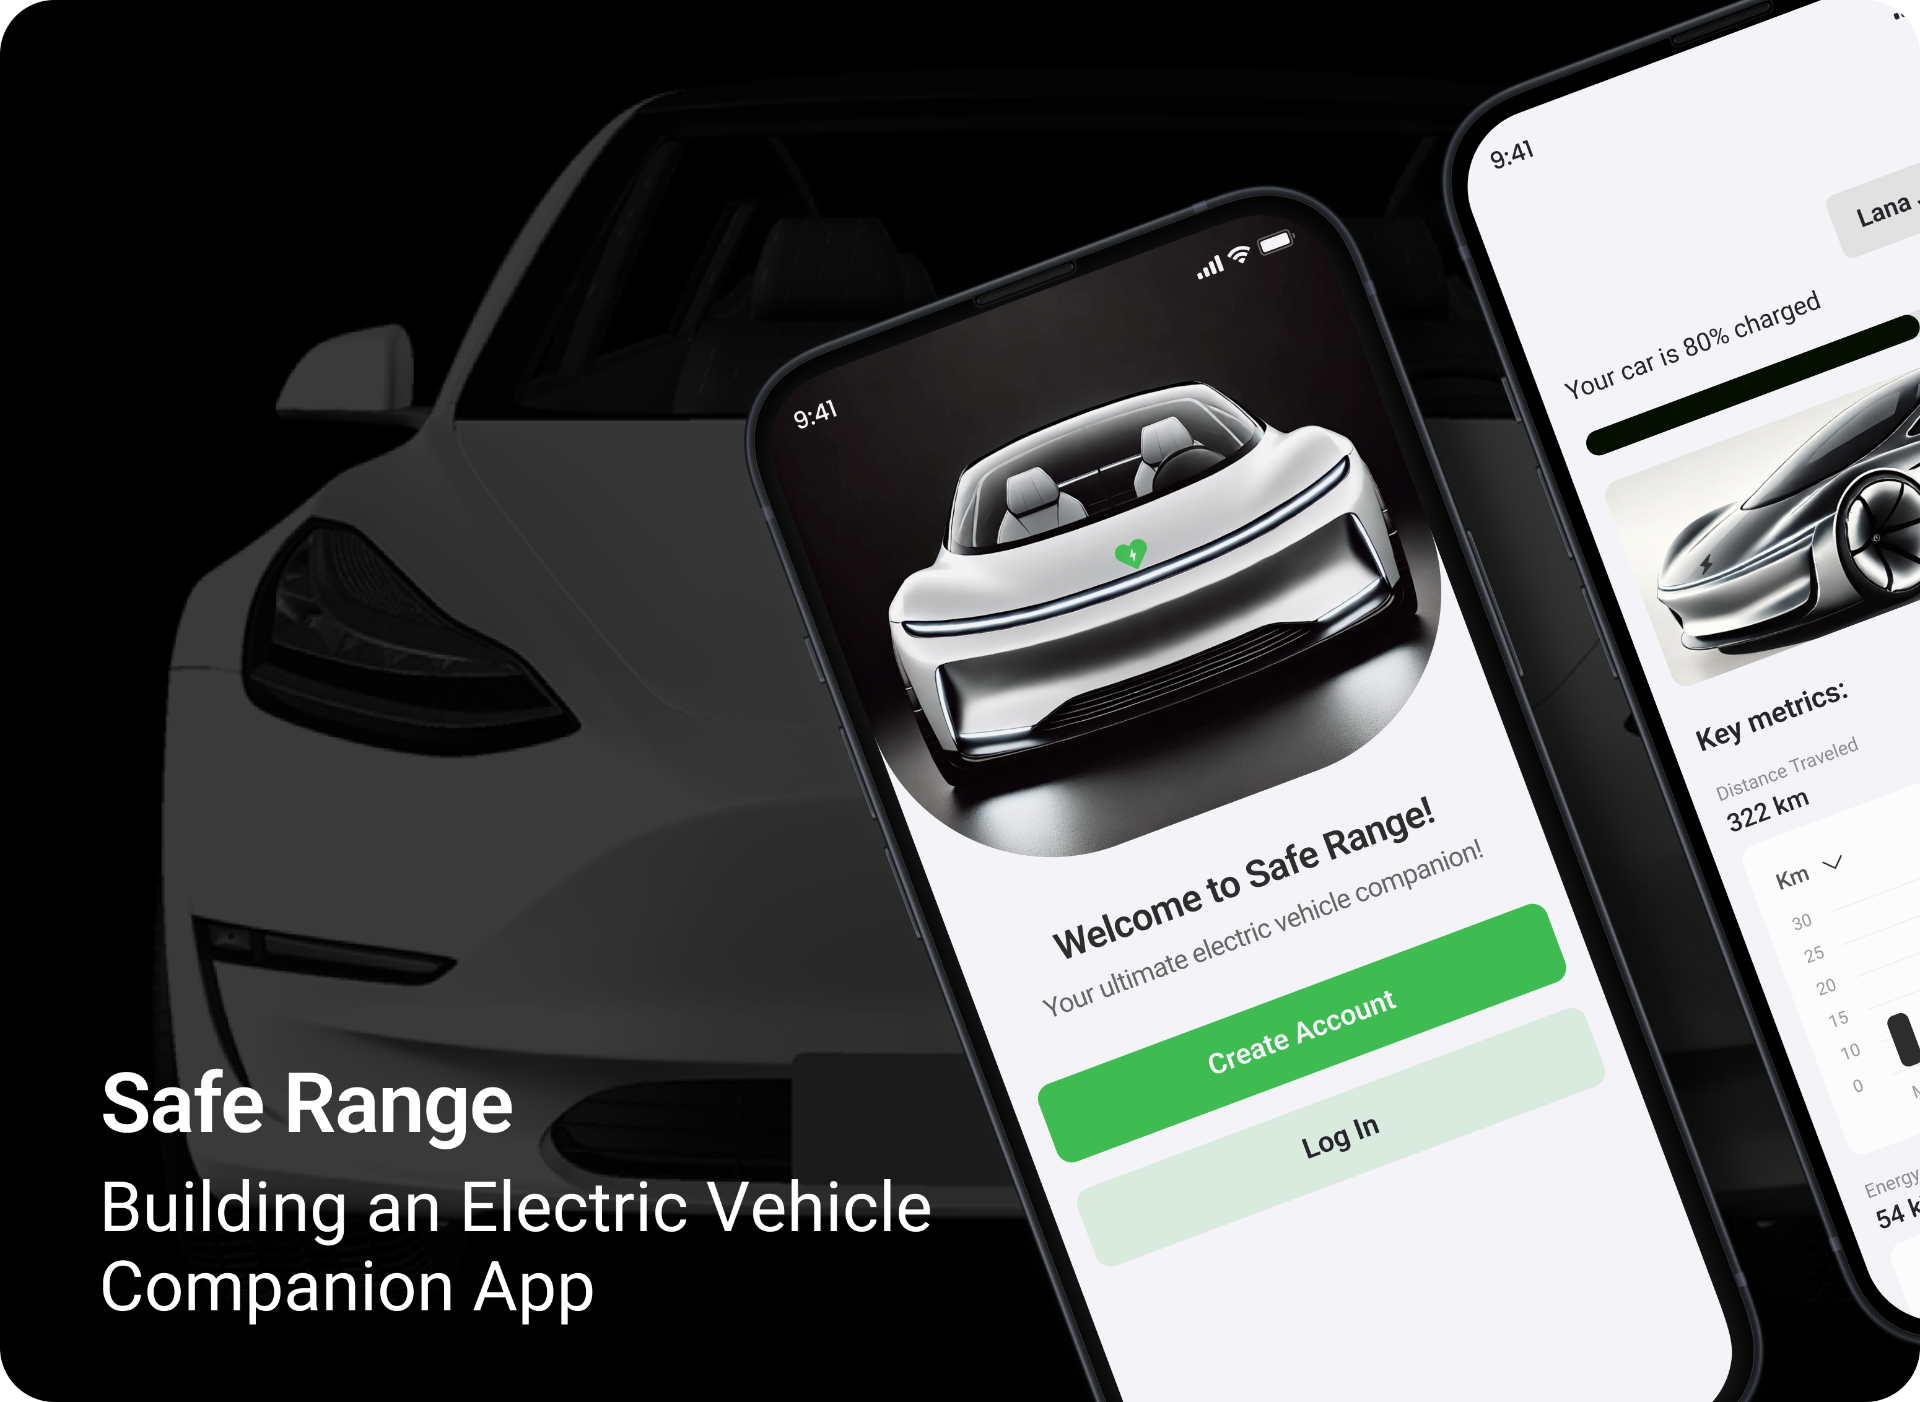 Safe Range
Building an Electric Vehicle
Companion App
9:41
Welcome to Safe Range!
Your ultimate electric vehicle companion!
Create Account
Log In
9:41
Lana
Your car is 80% charged
Key metrics:
Distance Traveled
322 km
Km
30
25
20
15
10
0
Energy
54